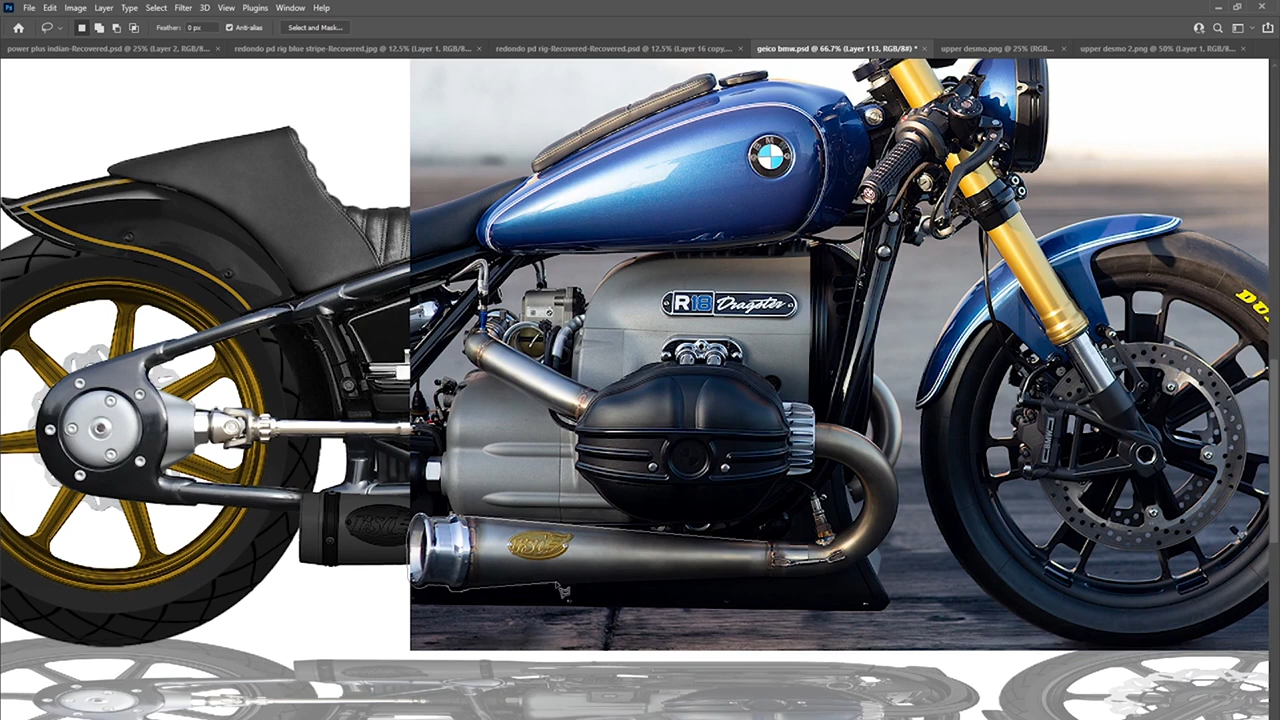 Ps File Edit Image Layer Type Select Filter 3D View Plugins Window Help
Feather: 0 px Anti-alias Select and Mask...
power plus indian-Recovered.psd @ 25% (Layer 2, RGB/8... × redondo pd rig blue stripe-Recovered.jpg @ 12.5% (Layer 1, RGB/8... × redondo pd rig-Recovered-Recovered.psd @ 12.5% (Layer 16 copy,... × geico bmw.psd @ 66.7% (Layer 113, RGB/8#) * × upper desmo.png @ 25% (RGB... × upper desmo 2.png @ 50% (Layer 1, RGB/8... ×
BMW
R18 Dragster
RSD